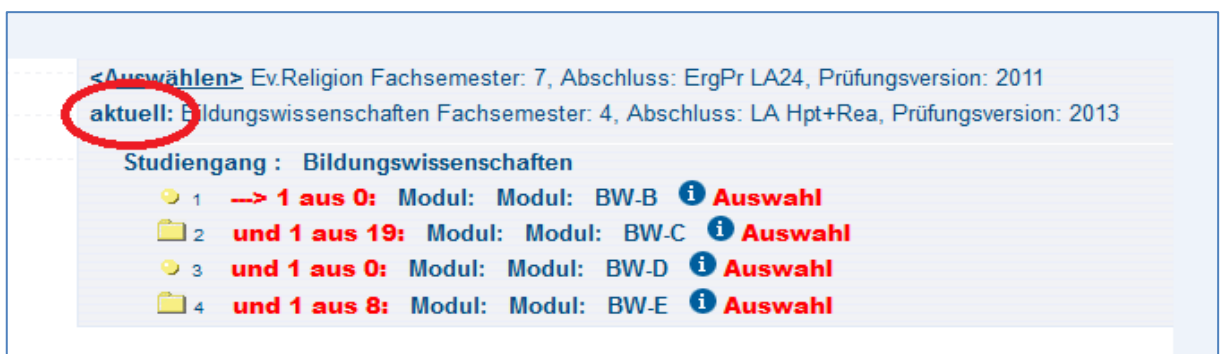 <Auswählen> Ev.Religion Fachsemester: 7, Abschluss: ErgPr LA24, Prüfungsversion: 2011
aktuell: Bildungswissenschaften Fachsemester: 4, Abschluss: LA Hpt+Rea, Prüfungsversion: 2013
Studiengang : Bildungswissenschaften
1 ---> 1 aus 0: Modul: Modul: BW-B i Auswahl
2 und 1 aus 19: Modul: Modul: BW-C i Auswahl
3 und 1 aus 0: Modul: Modul: BW-D i Auswahl
4 und 1 aus 8: Modul: Modul: BW-E i Auswahl